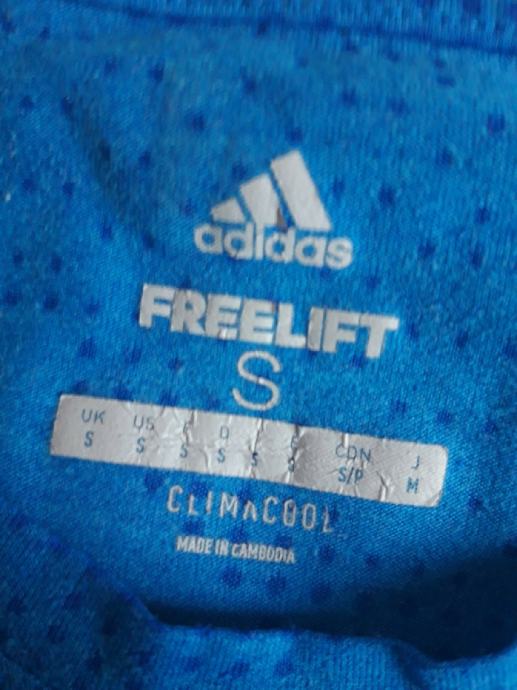 adidas
FREELIFT
S
UK US D CDN J
S S S S S S S/P M
CLIMACOOL
MADE IN CAMBODIA